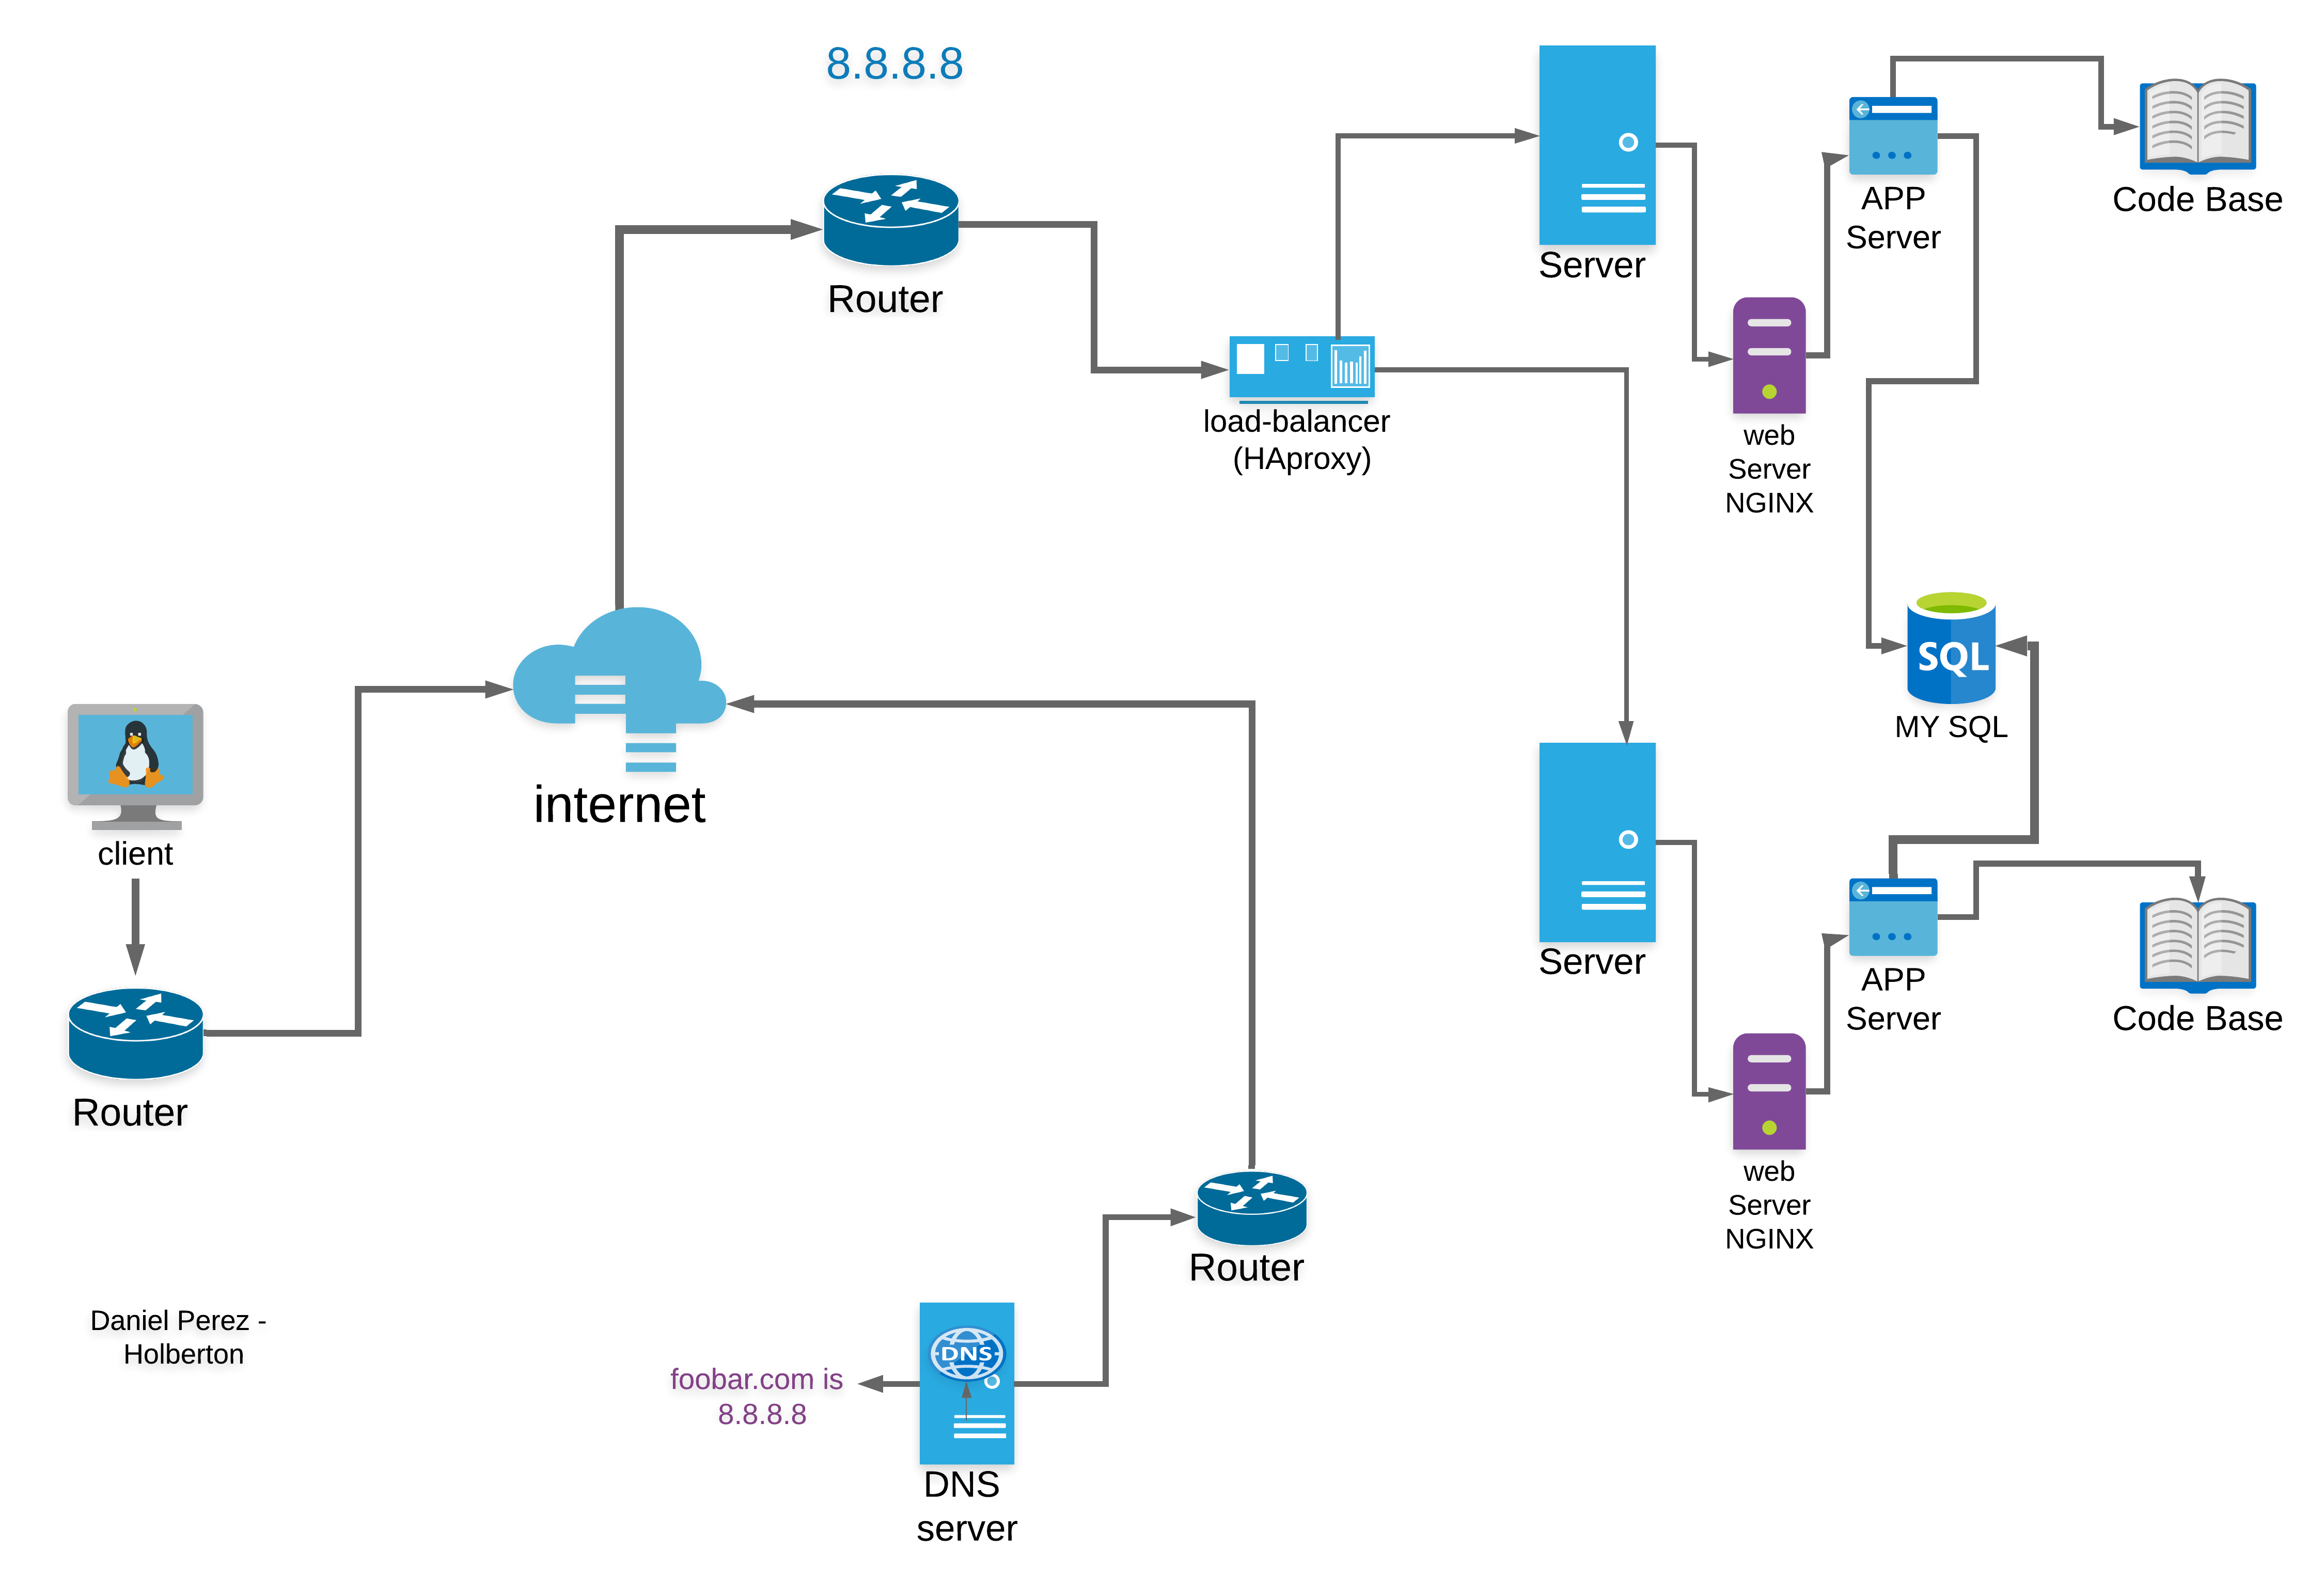 8.8.8.8
Router
load-balancer
(HAproxy)
Server
web
Server
NGINX
APP
Server
Code Base
SQL
MY SQL
internet
client
Router
Server
APP
Server
Code Base
web
Server
NGINX
Router
Daniel Perez -
Holberton
foobar.com is
8.8.8.8
DNS
DNS
server